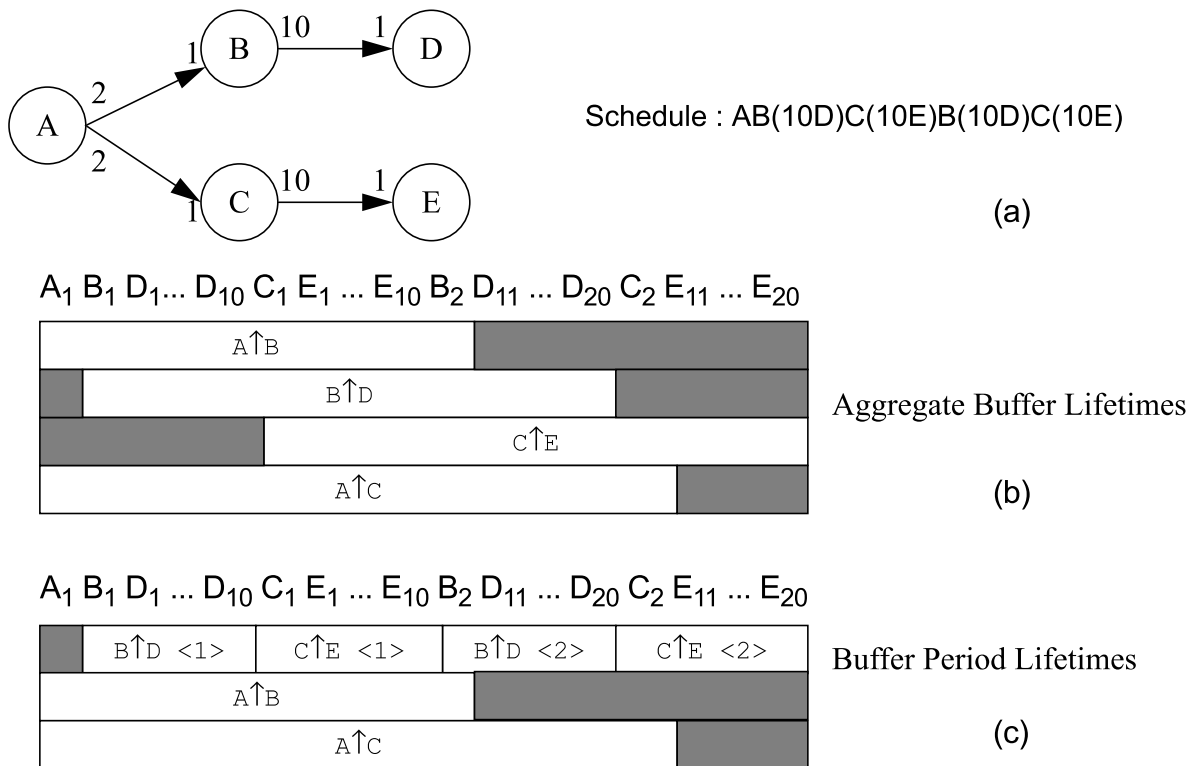 10 1
1 B D
2
A
2
Schedule : AB(10D)C(10E)B(10D)C(10E)
10 1
1 C E
(a)
A1 B1 D1... D10 C1 E1 ... E10 B2 D11 ... D20 C2 E11 ... E20
A↑B
B↑D
Aggregate Buffer Lifetimes
C↑E
A↑C
(b)
A1 B1 D1 ... D10 C1 E1 ... E10 B2 D11 ... D20 C2 E11 ... E20
B↑D <1> C↑E <1> B↑D <2> C↑E <2>
Buffer Period Lifetimes
A↑B
A↑C
(c)